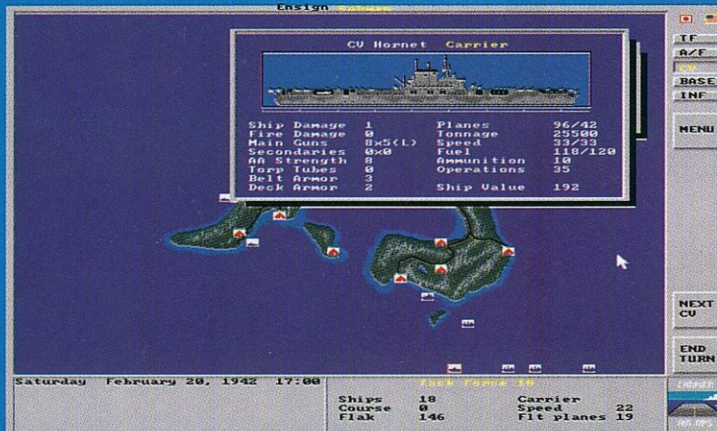 Ensign
CV Hornet Carrier
Ship Damage 1 Planes 96/42
Fire Damage 0 Tonnage 25500
Main Guns 8x5(L) Speed 33/33
Secondaries 0x0 Fuel 118/120
AA Strength 8 Ammunition 10
Torp Tubes 0 Operations 35
Belt Armor 3
Deck Armor 2 Ship Value 192
TF
A/F
CV
BASE
INF
MENU
NEXT
CV
END
TURN
Saturday February 20, 1942 17:00
Task Force 16
Ships 18 Carrier
Course 0 Speed 22
Flak 146 Flt planes 19